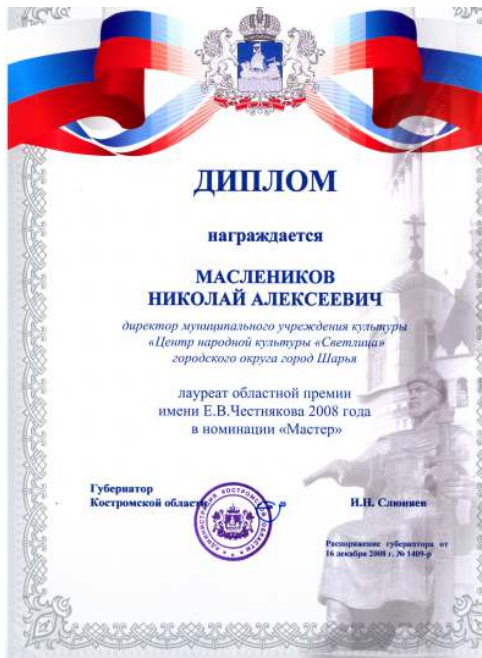 ДИПЛОМ
награждается
МАСЛЕНИКОВ
НИКОЛАЙ АЛЕКСЕЕВИЧ
директор муниципального учреждения культуры
«Центр народной культуры «Светлица»
городского округа город Шарья
лауреат областной премии
имени Е.В.Честнякова 2008 года
в номинации «Мастер»
Губернатор
Костромской области
И.Н. Слюняев
Распоряжение губернатора от
16 декабря 2008 г. № 1409-р